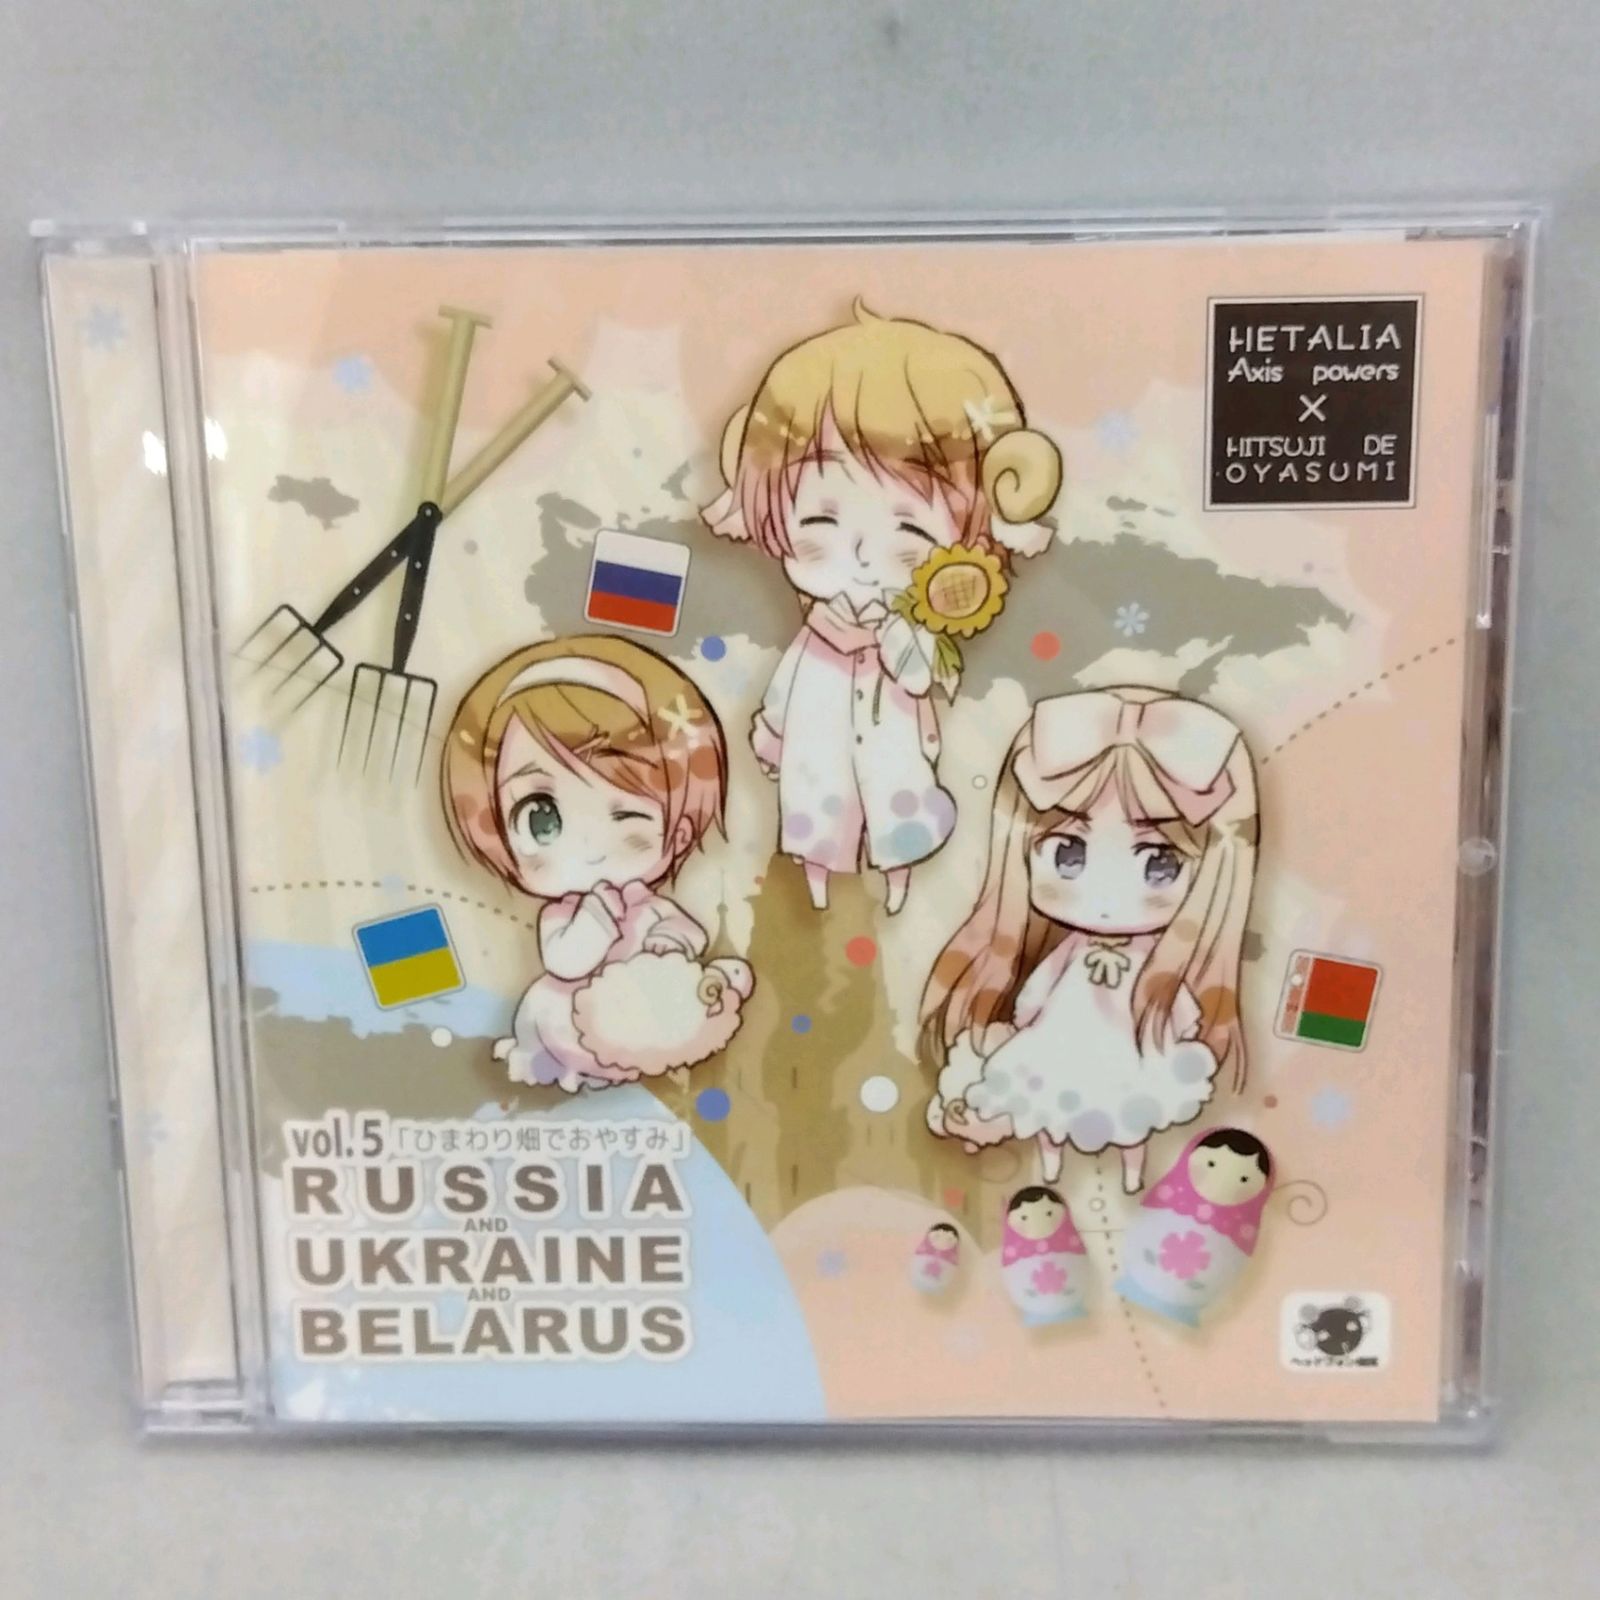 HETALIA
Axis powers
×
HITSUJI DE
OYASUMI
vol.5「ひまわり畑でおやすみ」
RUSSIA
AND
UKRAINE
AND
BELARUS